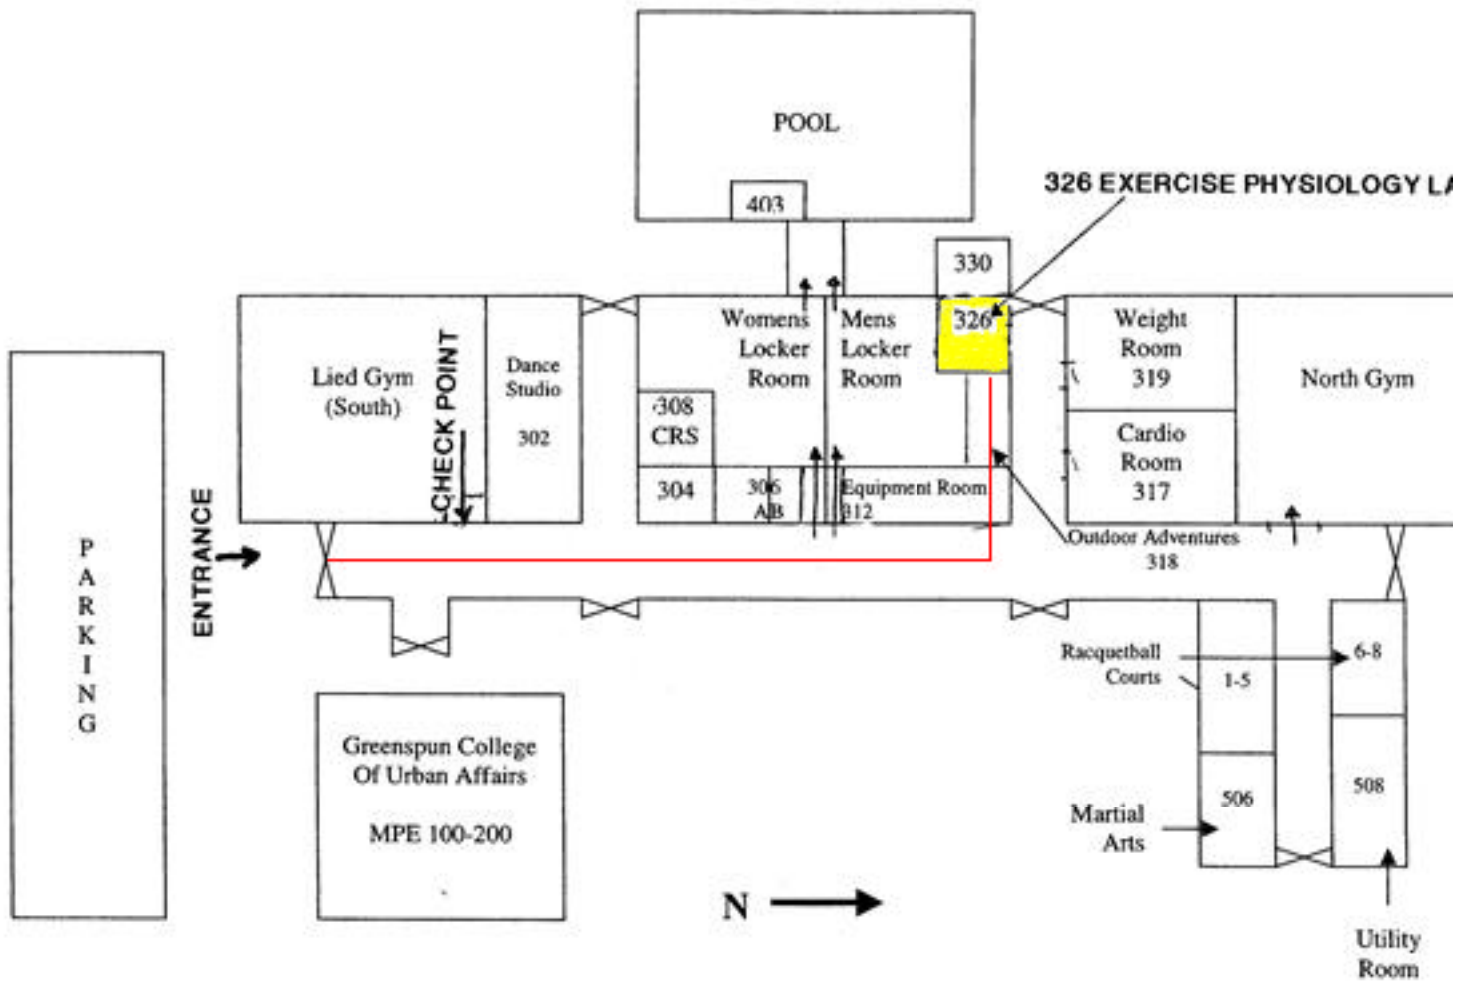 POOL
403
326 EXERCISE PHYSIOLOGY LA
330
326
Womens
Locker
Room
Mens
Locker
Room
Weight
Room
319
North Gym
Lied Gym
(South)
CHECK POINT
Dance
Studio
302
308
CRS
Cardio
Room
317
304
306
AB
Equipment Room
312
ENTRANCE
Outdoor Adventures
318
PARKING
Racquetball
Courts
1-5
6-8
Greenspun College
Of Urban Affairs
MPE 100-200
506
508
Martial
Arts
N
Utility
Room